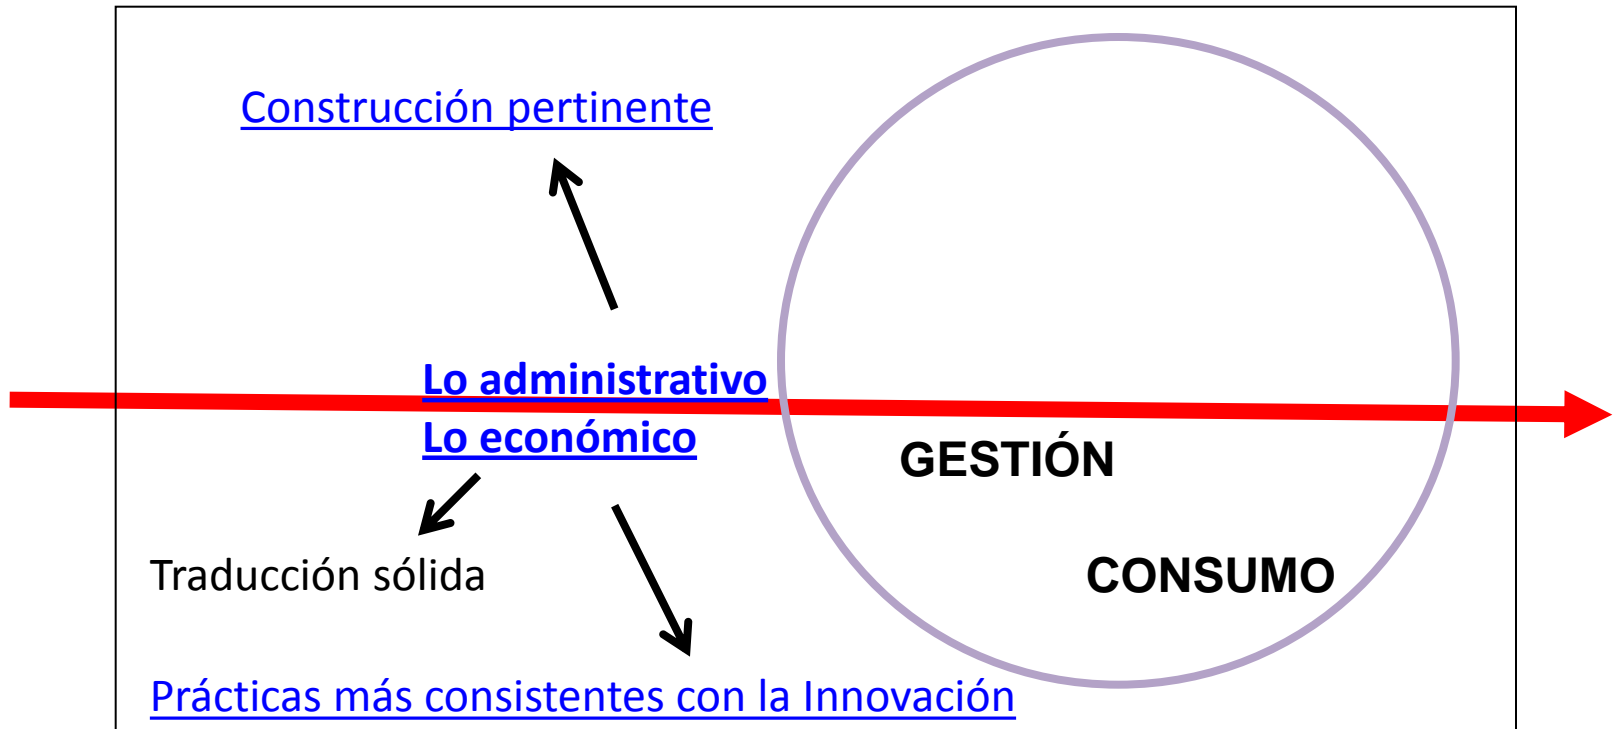 Construcción pertinente
Lo administrativo
Lo económico
GESTIÓN
Traducción sólida
CONSUMO
Prácticas más consistentes con la Innovación